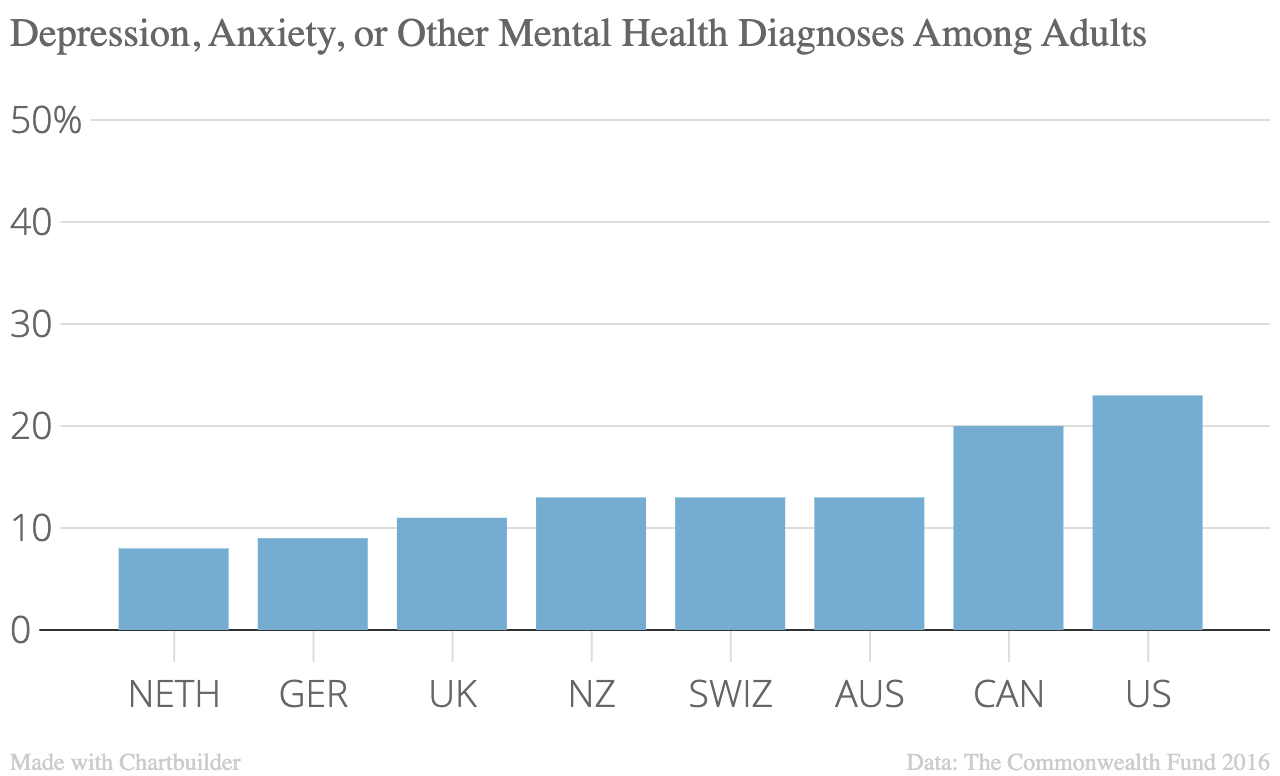 Depression, Anxiety, or Other Mental Health Diagnoses Among Adults
50%
40
30
20
10
0
NETH GER UK NZ SWIZ AUS CAN US
Made with Chartbuilder Data: The Commonwealth Fund 2016